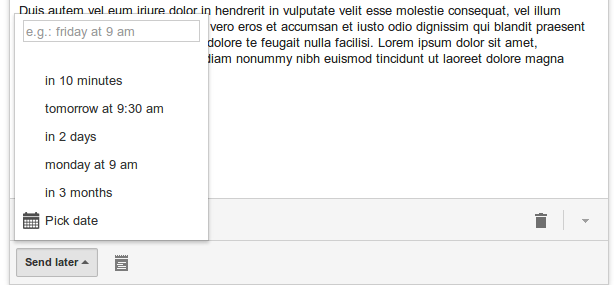 Duis autem vel eum iriure dolor in hendrerit in vulputate velit esse molestie consequat, vel illum
vero eros et accumsan et iusto odio dignissim qui blandit praesent
dolore te feugait nulla facilisi. Lorem ipsum dolor sit amet,
diam nonummy nibh euismod tincidunt ut laoreet dolore magna
e.g.: friday at 9 am
in 10 minutes
tomorrow at 9:30 am
in 2 days
monday at 9 am
in 3 months
Pick date
Send later